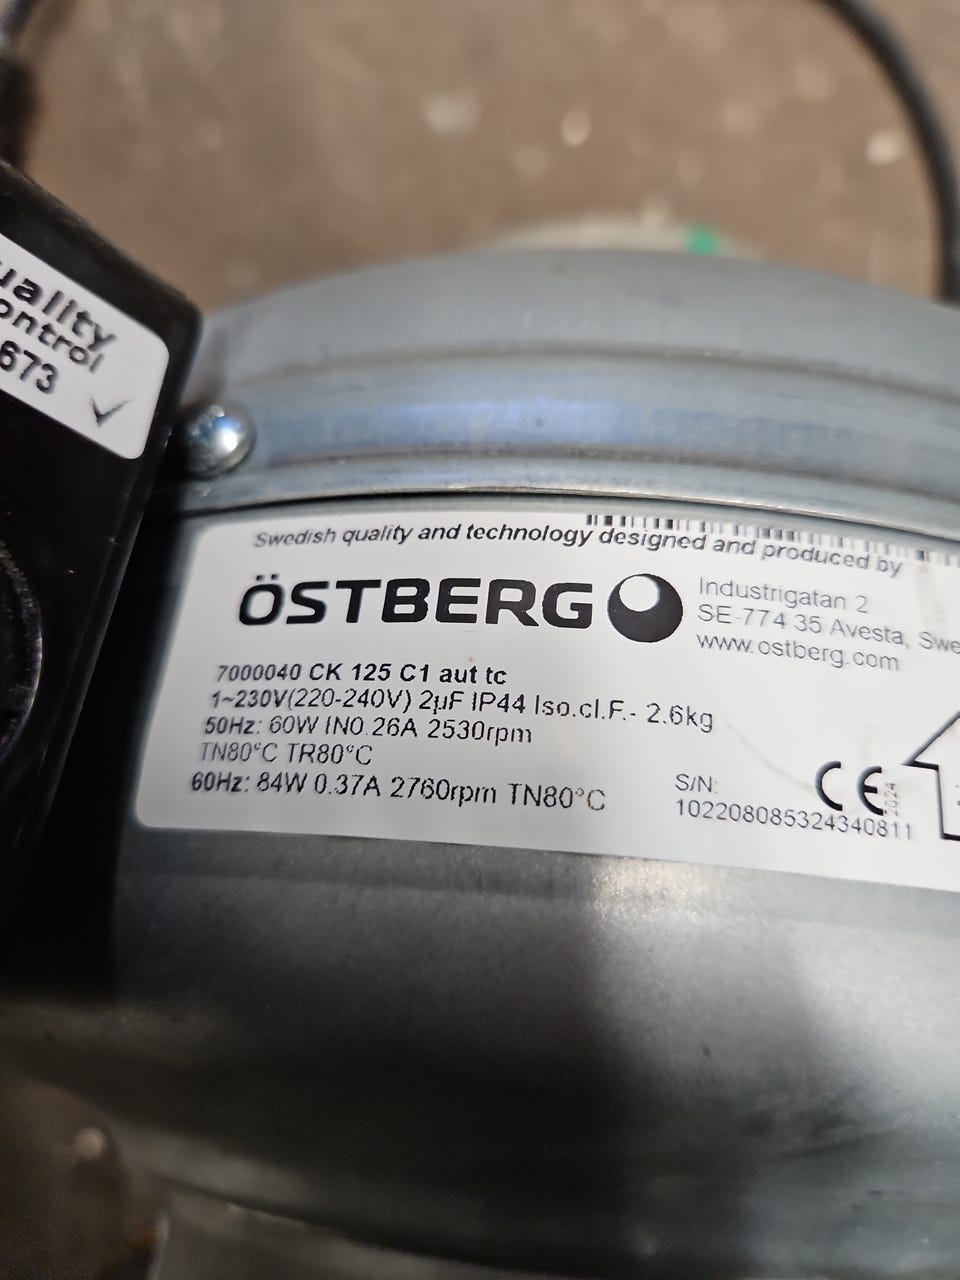 uality
ontrol
673
Swedish quality and technology designed and produced by
ÖSTBERG
Industrigatan 2
SE-774 35 Avesta, Swe
www.ostberg.com
7000040 CK 125 C1 aut tc
1~230V(220-240V) 2µF IP44 Iso.cl.F.- 2.6kg
50Hz: 60W IN0.26A 2530rpm
TN80°C TR80°C
60Hz: 84W 0.37A 2760rpm TN80°C
S/N:
102208085324340811
CE
2024